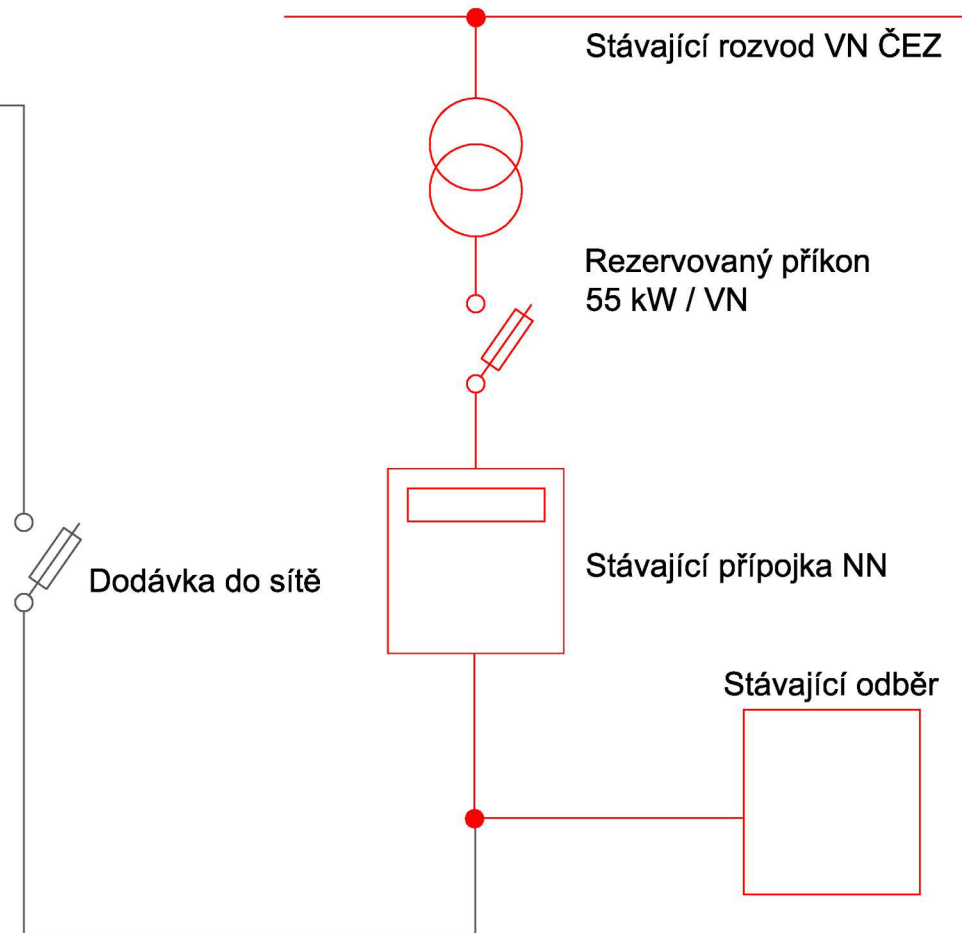 Stávající rozvod VN ČEZ
Rezervovaný příkon
55 kW / VN
Dodávka do sítě
Stávající přípojka NN
Stávající odběr